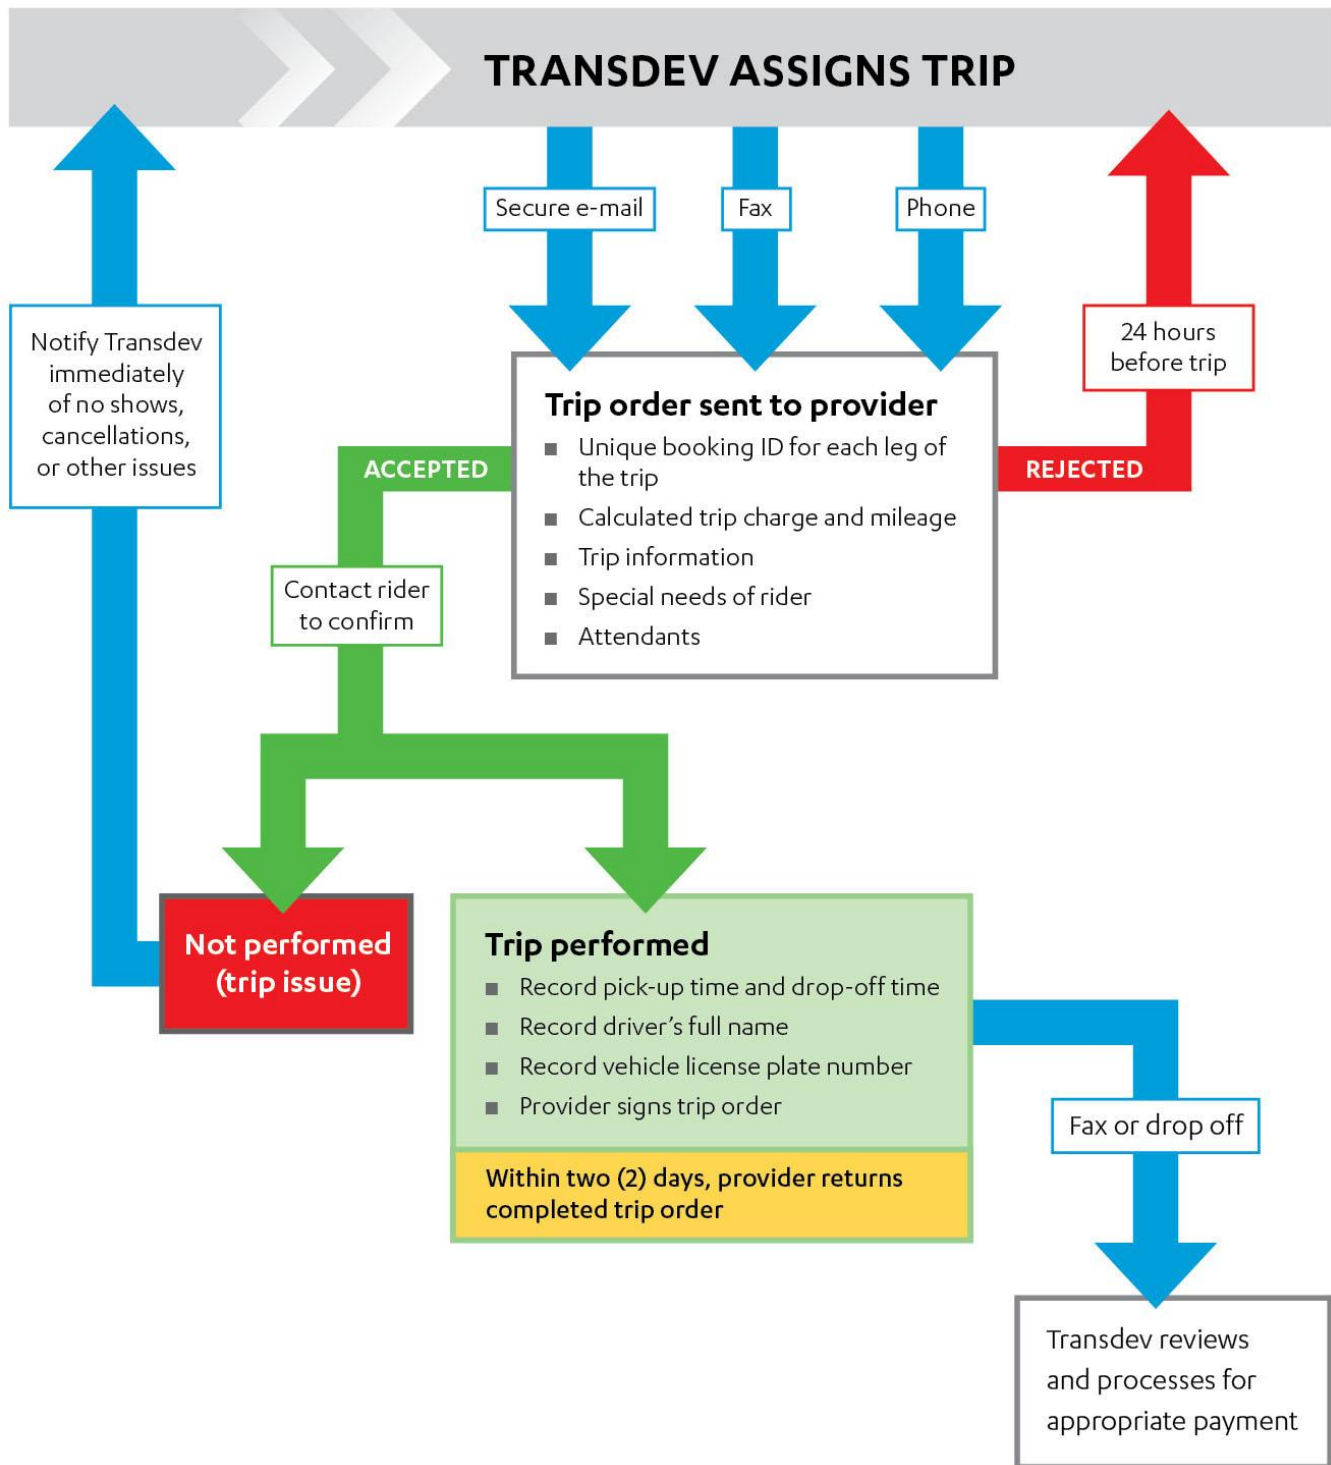 TRANSDEV ASSIGNS TRIP
Secure e-mail
Fax
Phone
Notify Transdev
immediately
of no shows,
cancellations,
or other issues
24 hours
before trip
Trip order sent to provider
Unique booking ID for each leg of
the trip
Calculated trip charge and mileage
Trip information
Special needs of rider
Attendants
ACCEPTED
REJECTED
Contact rider
to confirm
Not performed
(trip issue)
Trip performed
Record pick-up time and drop-off time
Record driver’s full name
Record vehicle license plate number
Provider signs trip order
Within two (2) days, provider returns
completed trip order
Fax or drop off
Transdev reviews
and processes for
appropriate payment